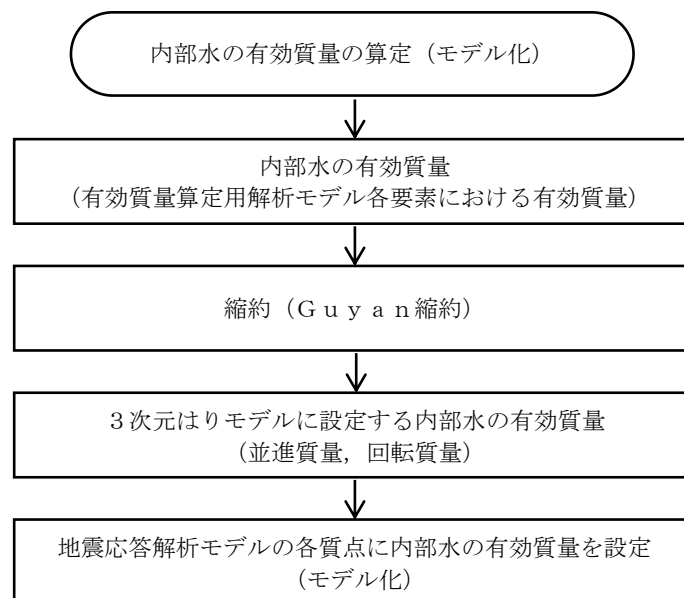 内部水の有効質量の算定（モデル化）
内部水の有効質量
（有効質量算定用解析モデル各要素における有効質量）
縮約（Ｇｕｙａｎ縮約）
３次元はりモデルに設定する内部水の有効質量
（並進質量，回転質量）
地震応答解析モデルの各質点に内部水の有効質量を設定
（モデル化）